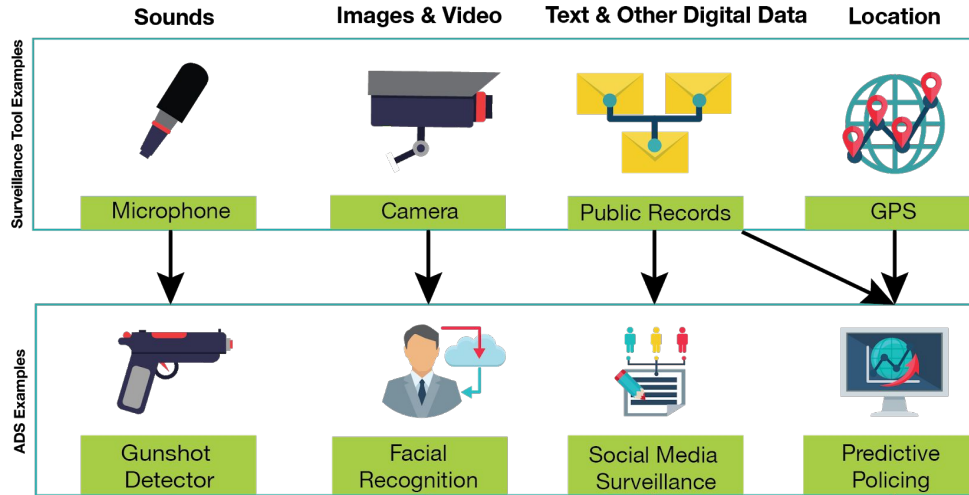 Sounds
Images & Video
Text & Other Digital Data
Location
Surveillance Tool Examples
Microphone
Camera
Public Records
GPS
ADS Examples
Gunshot
Detector
Facial
Recognition
Social Media
Surveillance
Predictive
Policing